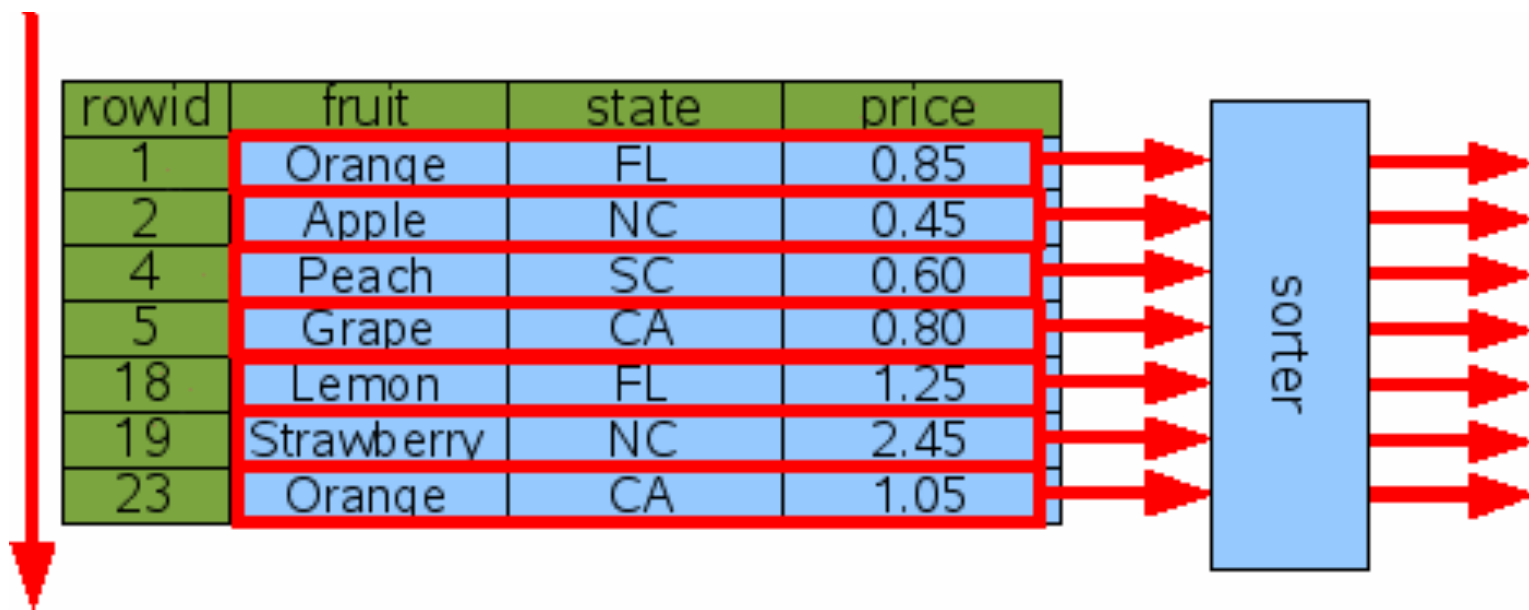 rowid fruit state price
1 Orange FL 0.85
2 Apple NC 0.45
4 Peach SC 0.60
5 Grape CA 0.80
18 Lemon FL 1.25
19 Strawberry NC 2.45
23 Orange CA 1.05
sorter